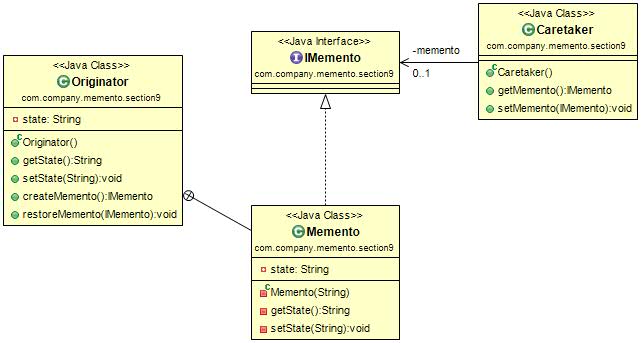 <<Java Class>>
Originator
com.company.memento.section9
state: String
Originator()
getState():String
setState(String):void
createMemento():IMemento
restoreMemento(IMemento):void
<<Java Interface>>
IMemento
com.company.memento.section9
-memento
0..1
<<Java Class>>
Caretaker
com.company.memento.section9
Caretaker()
getMemento():IMemento
setMemento(IMemento):void
<<Java Class>>
Memento
com.company.memento.section9
state: String
Memento(String)
getState():String
setState(String):void